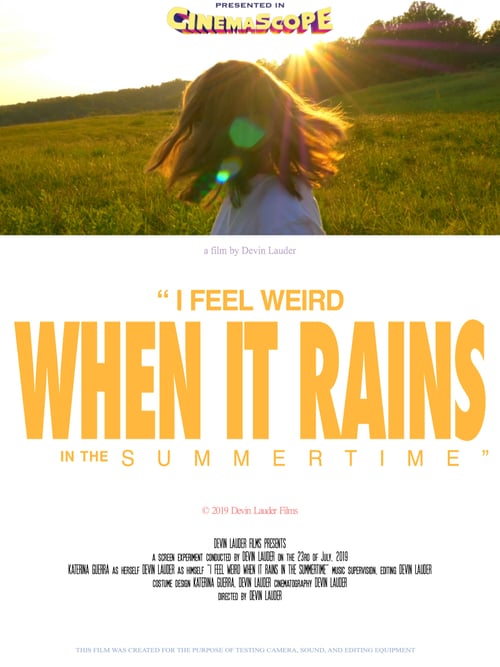 PRESENTED IN
CINEMASCOPE
a film by Devin Lauder
“ I FEEL WEIRD
WHEN IT RAINS
IN THE SUMMERTIME ”
© 2019 Devin Lauder Films
DEVIN LAUDER FILMS PRESENTS
A SCREEN EXPERIMENT CONDUCTED BY DEVIN LAUDER ON THE 23RD OF JULY, 2019
KATERINA GUERRA AS HERSELF DEVIN LAUDER AS HIMSELF "I FEEL WEIRD WHEN IT RAINS IN THE SUMMERTIME" MUSIC SUPERVISION, EDITING DEVIN LAUDER
COSTUME DESIGN KATERINA GUERRA, DEVIN LAUDER CINEMATOGRAPHY DEVIN LAUDER
DIRECTED BY DEVIN LAUDER
THIS FILM WAS CREATED FOR THE PURPOSE OF TESTING CAMERA, SOUND, AND EDITING EQUIPMENT